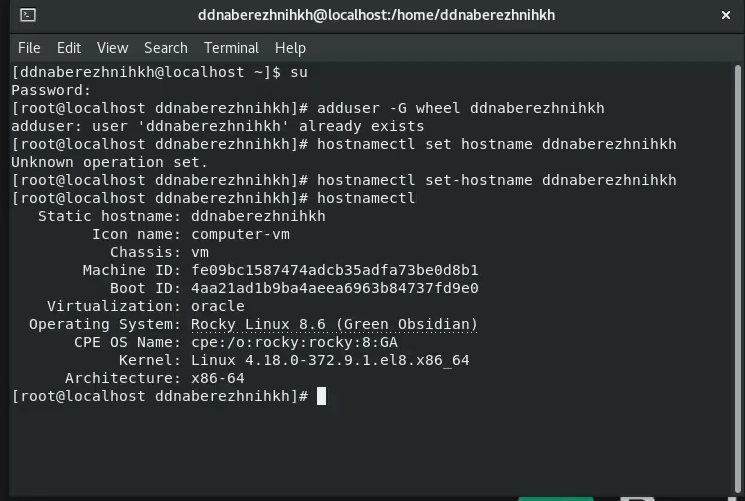 ddnaberezhnihkh@localhost:/home/ddnaberezhnihkh
File Edit View Search Terminal Help
[ddnaberezhnihkh@localhost ~]$ su
Password:
[root@localhost ddnaberezhnihkh]# adduser -G wheel ddnaberezhnihkh
adduser: user 'ddnaberezhnihkh' already exists
[root@localhost ddnaberezhnihkh]# hostnamectl set hostname ddnaberezhnihkh
Unknown operation set.
[root@localhost ddnaberezhnihkh]# hostnamectl set-hostname ddnaberezhnihkh
[root@localhost ddnaberezhnihkh]# hostnamectl
Static hostname: ddnaberezhnihkh
Icon name: computer-vm
Chassis: vm
Machine ID: fe09bc1587474adcb35adfa73be0d8b1
Boot ID: 4aa21ad1b9ba4aeea6963b84737fd9e0
Virtualization: oracle
Operating System: Rocky Linux 8.6 (Green Obsidian)
CPE OS Name: cpe:/o:rocky:rocky:8:GA
Kernel: Linux 4.18.0-372.9.1.el8.x86_64
Architecture: x86-64
[root@localhost ddnaberezhnihkh]#